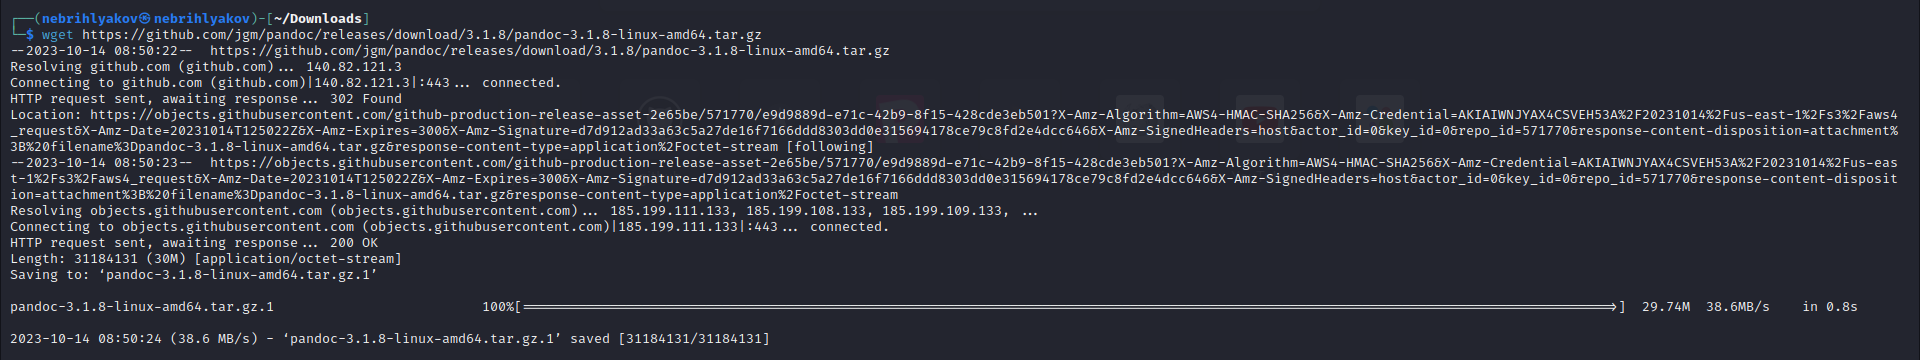 ┌──(nebrihlyakov㉿nebrihlyakov)-[~/Downloads]
└─$ wget https://github.com/jgm/pandoc/releases/download/3.1.8/pandoc-3.1.8-linux-amd64.tar.gz
--2023-10-14 08:50:22--  https://github.com/jgm/pandoc/releases/download/3.1.8/pandoc-3.1.8-linux-amd64.tar.gz
Resolving github.com (github.com)... 140.82.121.3
Connecting to github.com (github.com)|140.82.121.3|:443... connected.
HTTP request sent, awaiting response... 302 Found
Location: https://objects.githubusercontent.com/github-production-release-asset-2e65be/571770/e9d9889d-e71c-42b9-8f15-428cde3eb501?X-Amz-Algorithm=AWS4-HMAC-SHA256&X-Amz-Credential=AKIAIWNJYAX4CSVEH53A%2F20231014%2Fus-east-1%2Fs3%2Faws4
_request&X-Amz-Date=20231014T125022Z&X-Amz-Expires=300&X-Amz-Signature=d7d912ad33a63c5a27de16f7166ddd8303dd0e315694178ce79c8fd2e4dcc646&X-Amz-SignedHeaders=host&actor_id=0&key_id=0&repo_id=571770&response-content-disposition=attachment%
3B%20filename%3Dpandoc-3.1.8-linux-amd64.tar.gz&response-content-type=application%2Foctet-stream [following]
--2023-10-14 08:50:23--  https://objects.githubusercontent.com/github-production-release-asset-2e65be/571770/e9d9889d-e71c-42b9-8f15-428cde3eb501?X-Amz-Algorithm=AWS4-HMAC-SHA256&X-Amz-Credential=AKIAIWNJYAX4CSVEH53A%2F20231014%2Fus-eas
t-1%2Fs3%2Faws4_request&X-Amz-Date=20231014T125022Z&X-Amz-Expires=300&X-Amz-Signature=d7d912ad33a63c5a27de16f7166ddd8303dd0e315694178ce79c8fd2e4dcc646&X-Amz-SignedHeaders=host&actor_id=0&key_id=0&repo_id=571770&response-content-disposit
ion=attachment%3B%20filename%3Dpandoc-3.1.8-linux-amd64.tar.gz&response-content-type=application%2Foctet-stream
Resolving objects.githubusercontent.com (objects.githubusercontent.com)... 185.199.111.133, 185.199.108.133, 185.199.109.133, ...
Connecting to objects.githubusercontent.com (objects.githubusercontent.com)|185.199.111.133|:443... connected.
HTTP request sent, awaiting response... 200 OK
Length: 31184131 (30M) [application/octet-stream]
Saving to: ‘pandoc-3.1.8-linux-amd64.tar.gz.1’
pandoc-3.1.8-linux-amd64.tar.gz.1 100%[=====================>] 29.74M 38.6MB/s in 0.8s
2023-10-14 08:50:24 (38.6 MB/s) - ‘pandoc-3.1.8-linux-amd64.tar.gz.1’ saved [31184131/31184131]